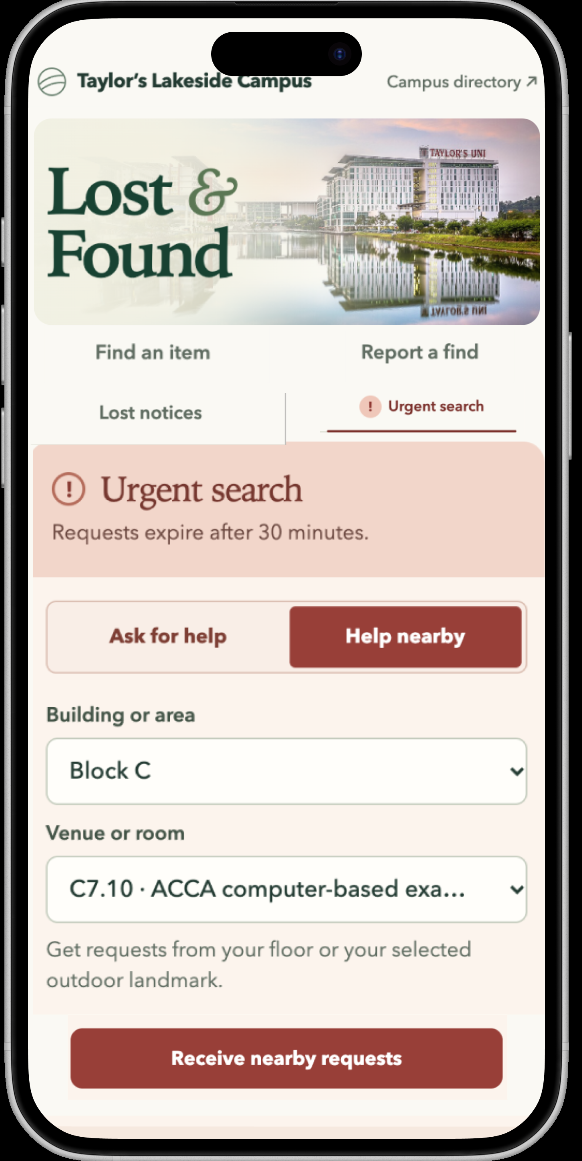 Taylor's Lakeside Campus
Campus directory ↗
TAYLOR'S UNI
Lost &
Found
Find an item
Report a find
Lost notices
! Urgent search
! Urgent search
Requests expire after 30 minutes.
Ask for help
Help nearby
Building or area
Block C
Venue or room
C7.10 · ACCA computer-based exa...
Get requests from your floor or your selected
outdoor landmark.
Receive nearby requests